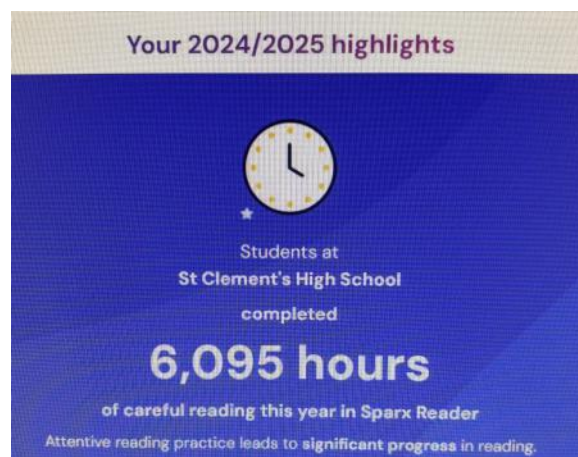 Your 2024/2025 highlights
Students at
St Clement's High School
completed
6,095 hours
of careful reading this year in Sparx Reader
Attentive reading practice leads to significant progress in reading.